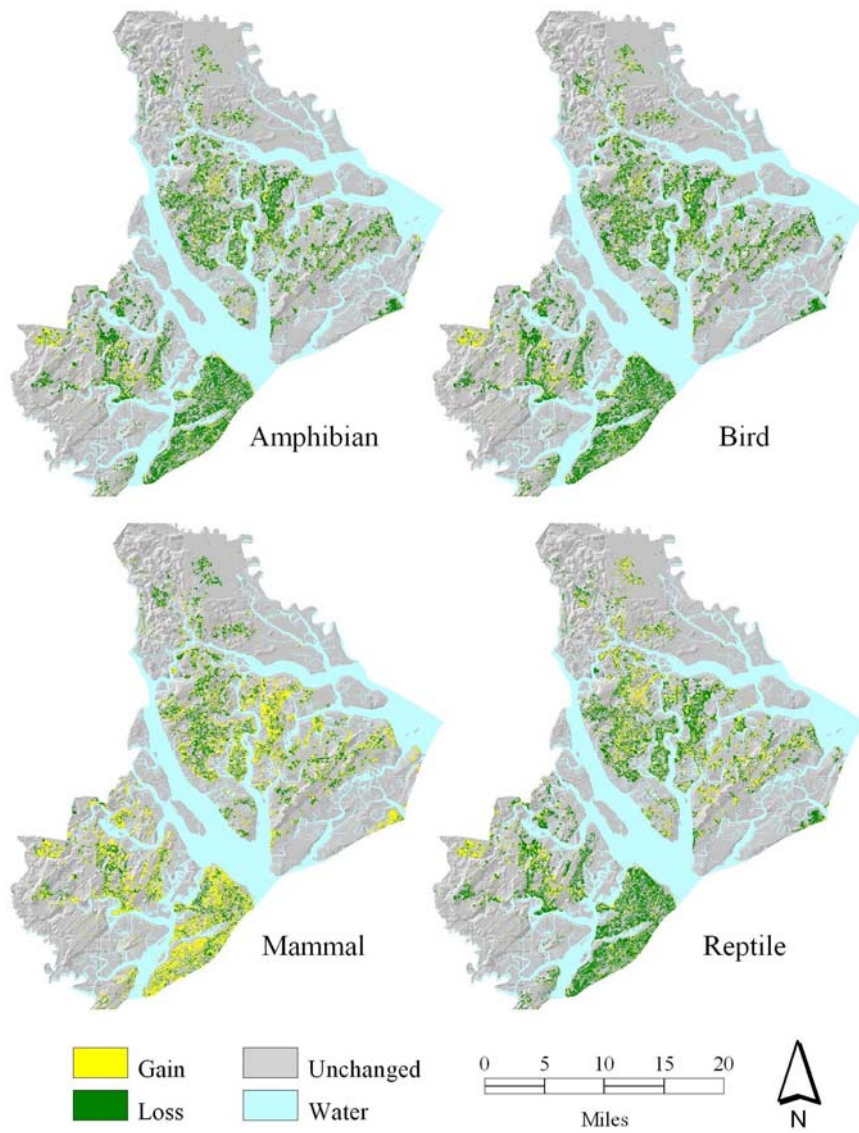 Amphibian
Bird
Mammal
Reptile
Gain
Unchanged
Loss
Water
0 5 10 15 20
Miles
N